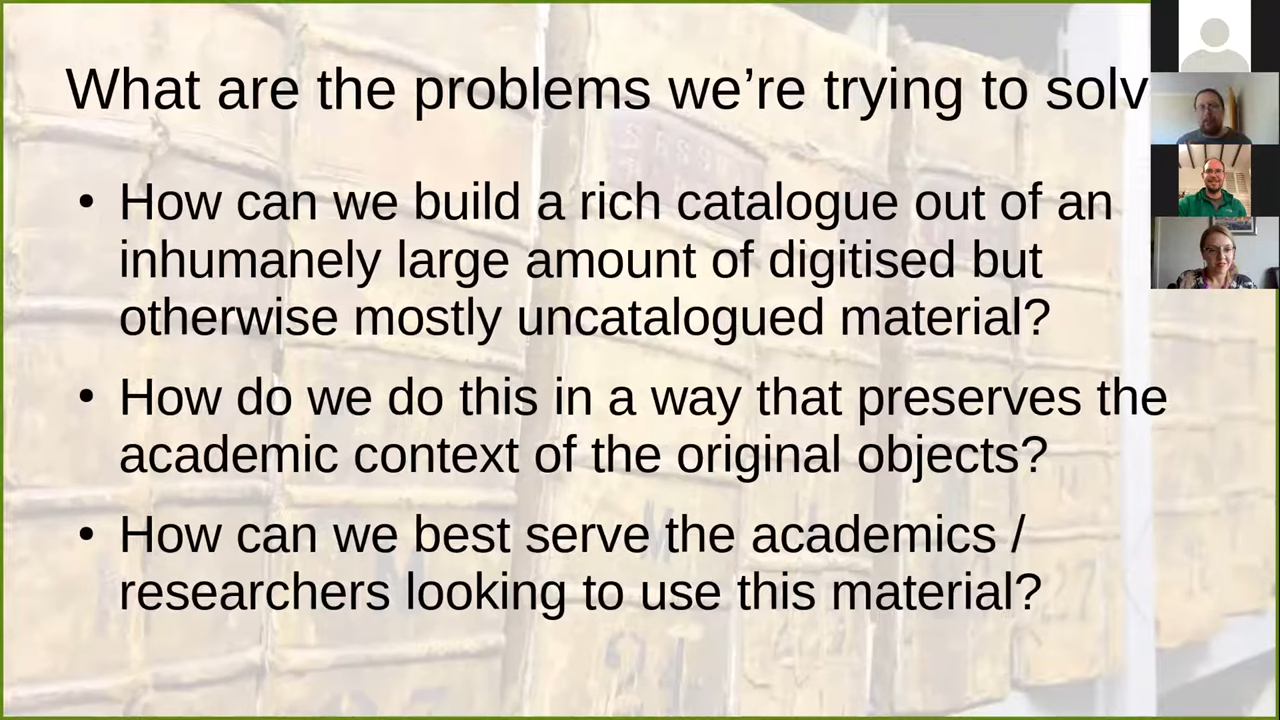 What are the problems we’re trying to solv
• How can we build a rich catalogue out of an
inhumanely large amount of digitised but
otherwise mostly uncatalogued material?
• How do we do this in a way that preserves the
academic context of the original objects?
• How can we best serve the academics /
researchers looking to use this material?